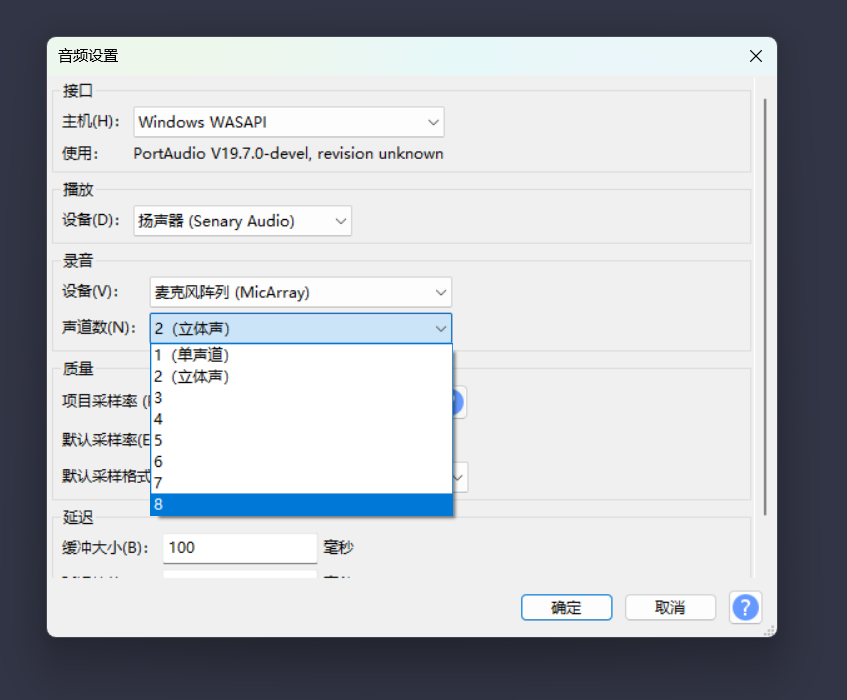 音频设置
接口
主机(H): Windows WASAPI
使用: PortAudio V19.7.0-devel, revision unknown
播放
设备(D): 扬声器 (Senary Audio)
录音
设备(V): 麦克风阵列 (MicArray)
声道数(N): 2（立体声）
1（单声道）
2（立体声）
3
4
5
6
7
8
质量
项目采样率
默认采样率(E
默认采样格式
延迟
缓冲大小(B): 100 毫秒
确定 取消 ?